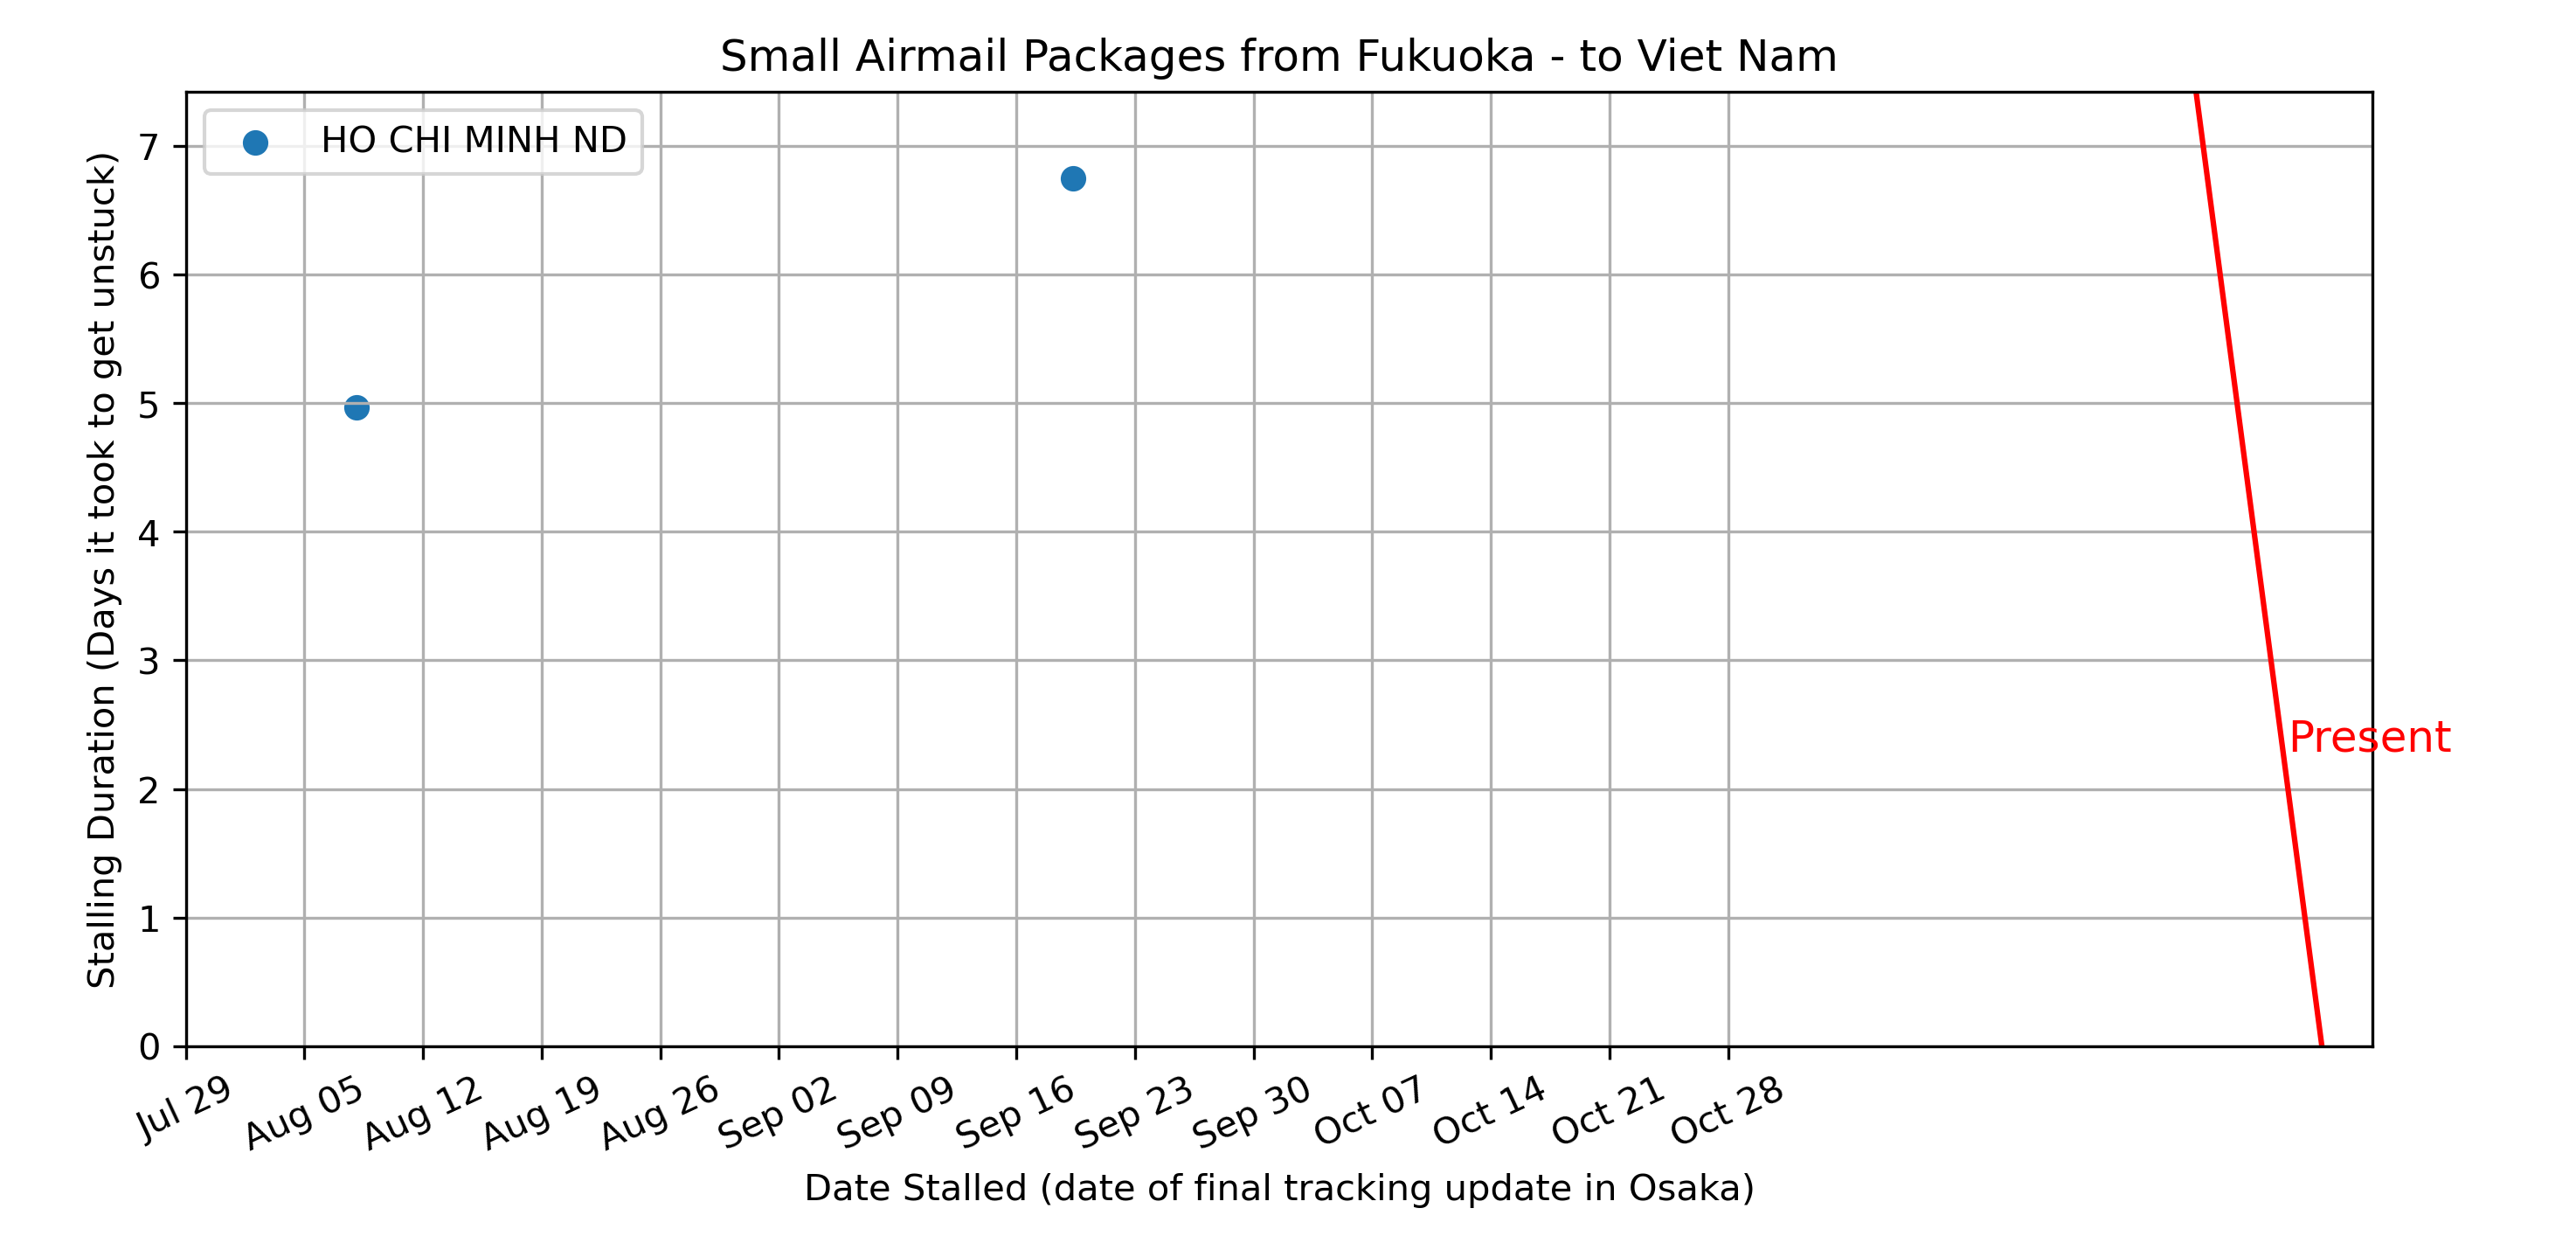 Small Airmail Packages from Fukuoka - to Viet Nam
HO CHI MINH ND
Stalling Duration (Days it took to get unstuck)
7
6
5
4
3
2
1
0
Present
Jul 29
Aug 05
Aug 12
Aug 19
Aug 26
Sep 02
Sep 09
Sep 16
Sep 23
Sep 30
Oct 07
Oct 14
Oct 21
Oct 28
Date Stalled (date of final tracking update in Osaka)